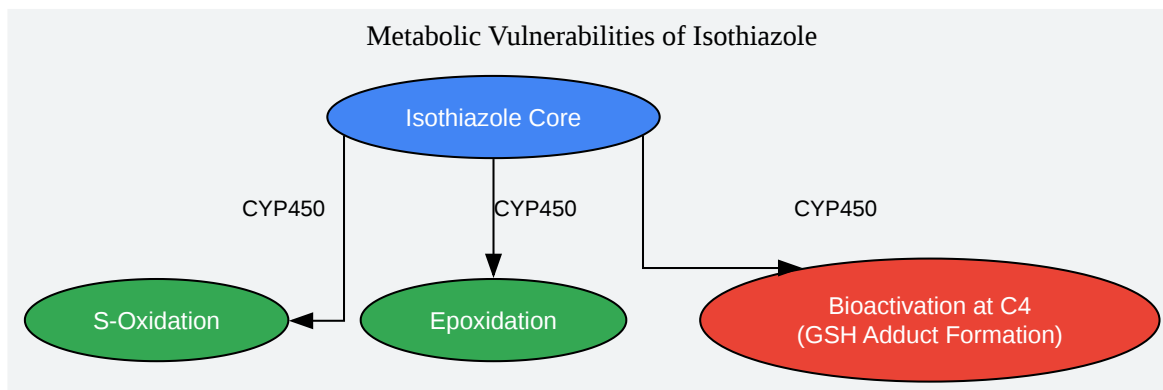 Metabolic Vulnerabilities of Isothiazole
Isothiazole Core
CYP450
CYP450
CYP450
S-Oxidation
Epoxidation
Bioactivation at C4
(GSH Adduct Formation)